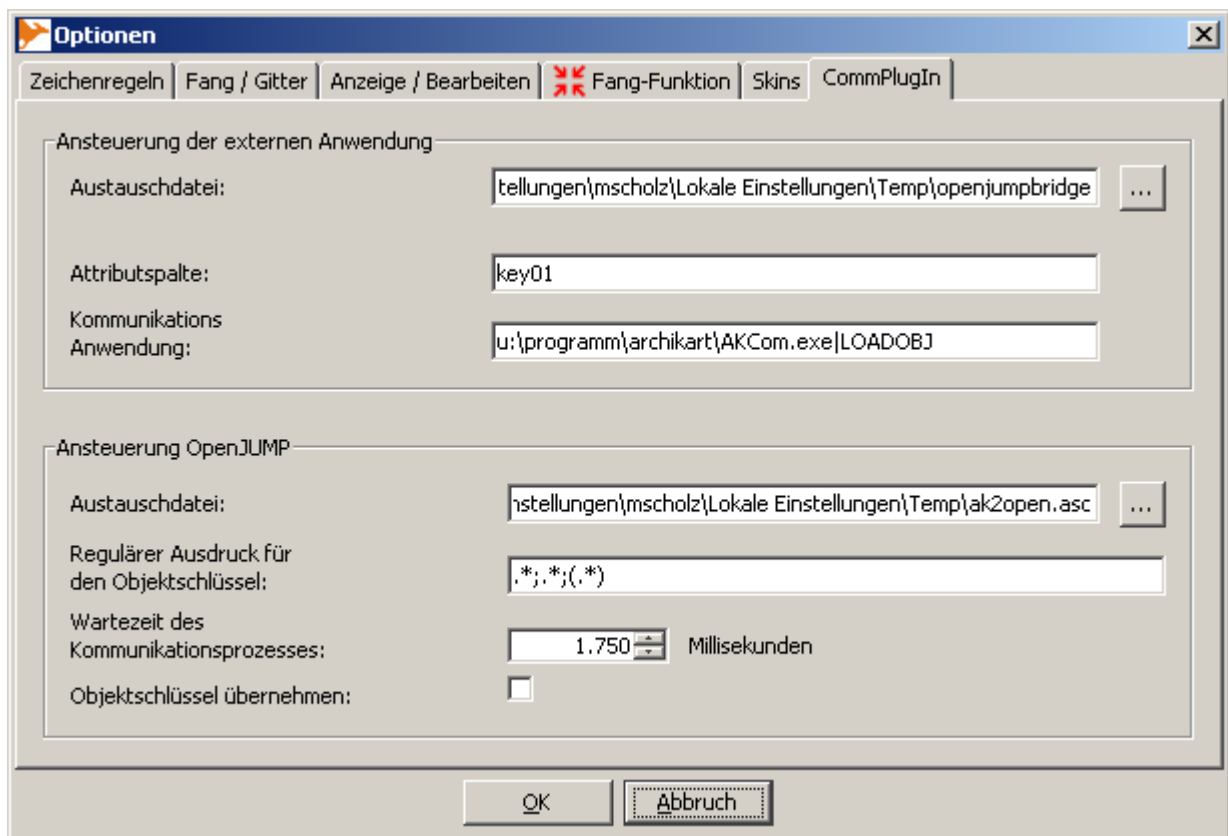 Optionen
Zeichenregeln Fang / Gitter Anzeige / Bearbeiten Fang-Funktion Skins CommPlugIn
Ansteuerung der externen Anwendung
Austauschdatei: tellungen\mscholz\Lokale Einstellungen\Temp\openjumpbridge ...
Attributspalte: key01
Kommunikations
Anwendung: u:\programm\archikart\AKCom.exe|LOADOBJ
Ansteuerung OpenJUMP
Austauschdatei: nstellungen\mscholz\Lokale Einstellungen\Temp\ak2open.asc ...
Regulärer Ausdruck für
den Objektschlüssel: .*;.*;(.*)
Wartezeit des
Kommunikationsprozesses: 1.750 Millisekunden
Objektschlüssel übernehmen:
OK Abbruch